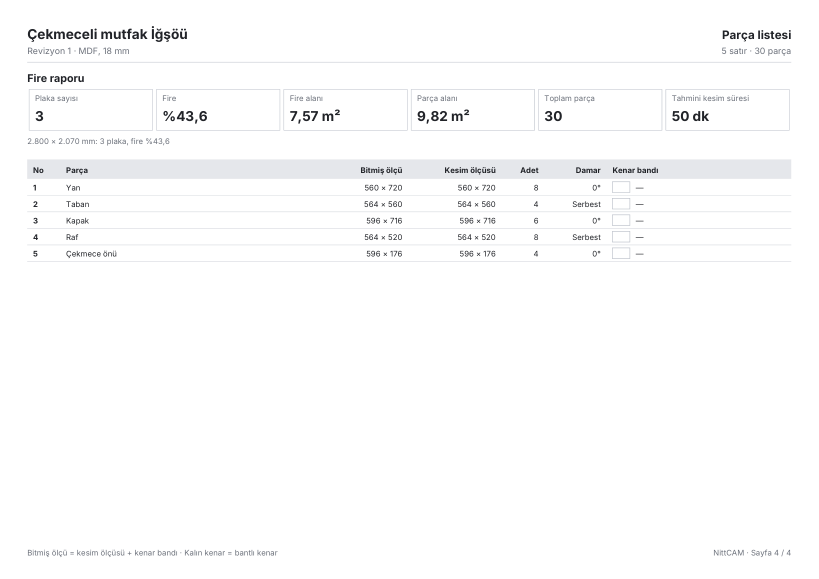 Çekmeceli mutfak İğşöü
Parça listesi
Revizyon 1 · MDF, 18 mm
5 satır · 30 parça
Fire raporu
Plaka sayısı
3
Fire
%43,6
Fire alanı
7,57 m²
Parça alanı
9,82 m²
Toplam parça
30
Tahmini kesim süresi
50 dk
2.800 × 2.070 mm: 3 plaka, fire %43,6
No Parça Bitmiş ölçü Kesim ölçüsü Adet Damar Kenar bandı
1 Yan 560 × 720 560 × 720 8 0° —
2 Taban 564 × 560 564 × 560 4 Serbest —
3 Kapak 596 × 716 596 × 716 6 0° —
4 Raf 564 × 520 564 × 520 8 Serbest —
5 Çekmece önü 596 × 176 596 × 176 4 0° —
Bitmiş ölçü = kesim ölçüsü + kenar bandı · Kalın kenar = bantlı kenar
NittCAM · Sayfa 4 / 4